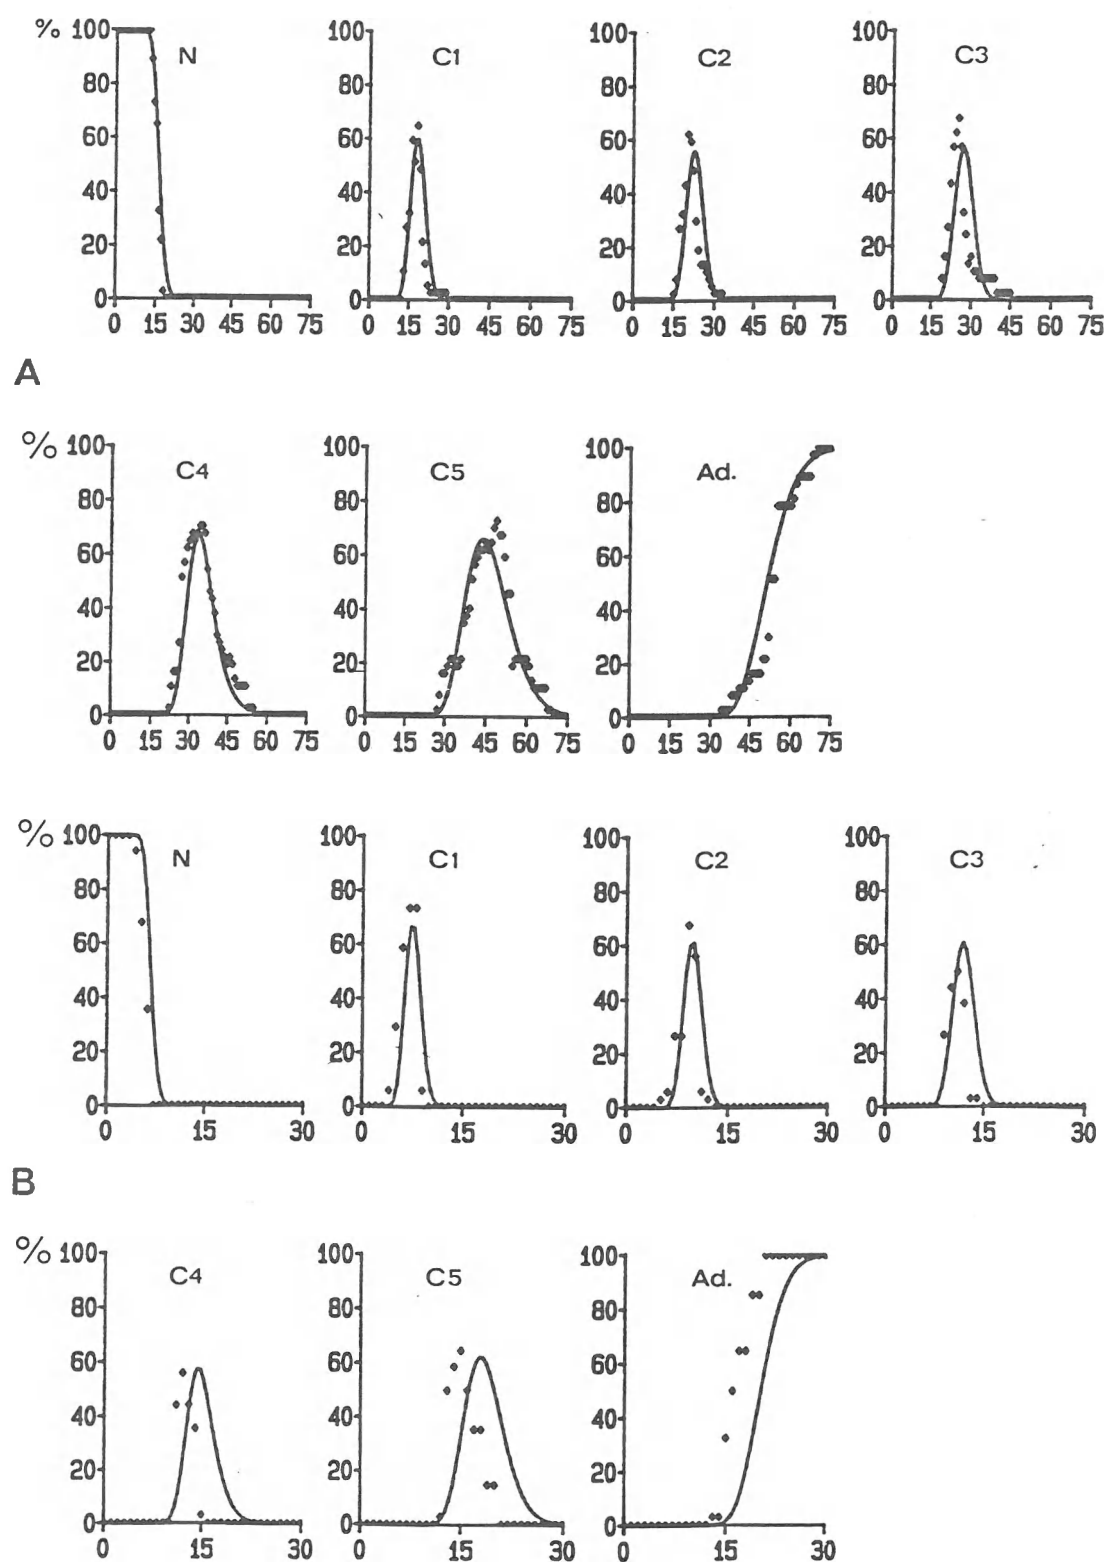 % 100 N 100 C1 100 C2 100 C3
80 80 80 80
60 60 60 60
40 40 40 40
20 20 20 20
0 0 0 0
0 15 30 45 60 75 0 15 30 45 60 75 0 15 30 45 60 75 0 15 30 45 60 75
A
% 100 C4 100 C5 100 Ad.
80 80 80
60 60 60
40 40 40
20 20 20
0 0 0
0 15 30 45 60 75 0 15 30 45 60 75 0 15 30 45 60 75
% 100 N 100 C1 100 C2 100 C3
80 80 80 80
60 60 60 60
40 40 40 40
20 20 20 20
0 0 0 0
0 15 30 0 15 30 0 15 30 0 15 30
B
% 100 C4 100 C5 100 Ad.
80 80 80
60 60 60
40 40 40
20 20 20
0 0 0
0 15 30 0 15 30 0 15 30